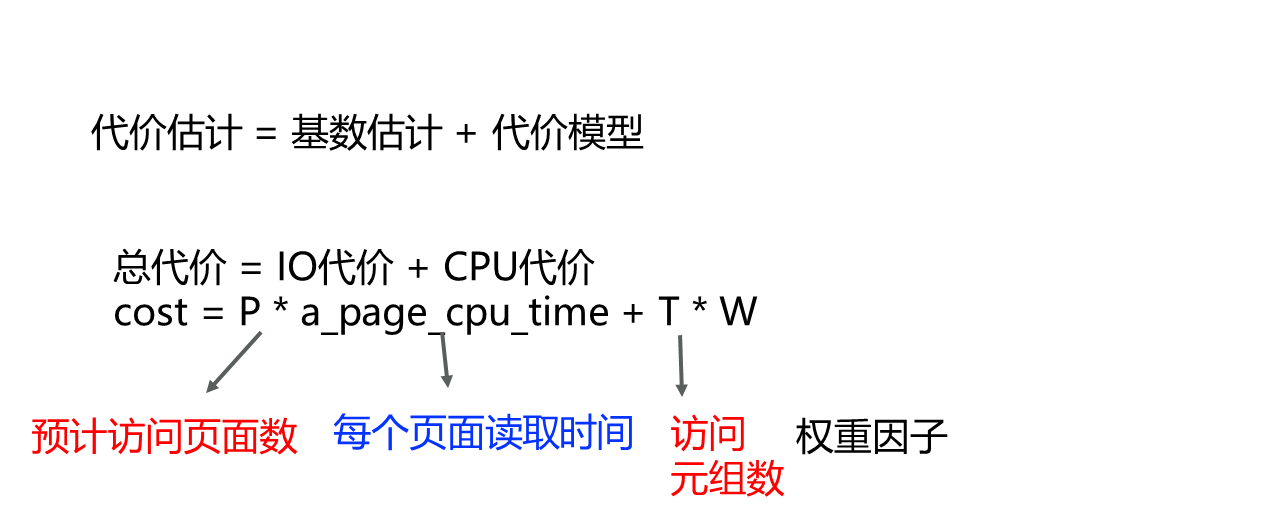 代价估计 = 基数估计 + 代价模型
总代价 = IO代价 + CPU代价
cost = P * a_page_cpu_time + T * W
预计访问页面数
每个页面读取时间
访问
元组数
权重因子